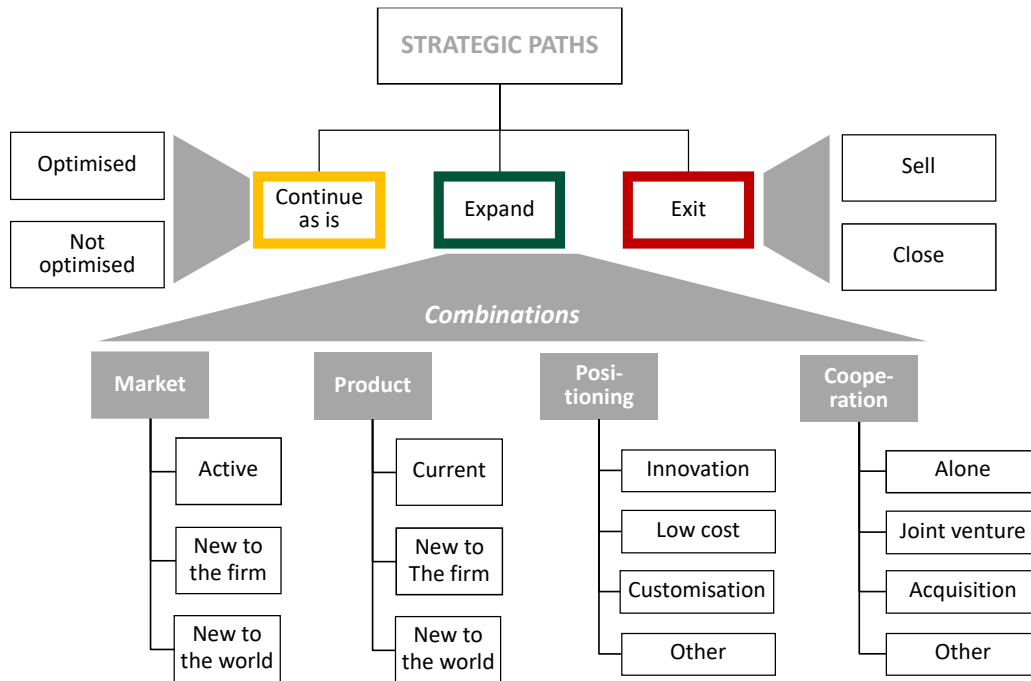 STRATEGIC PATHS
Optimised
Not
optimised
Continue
as is
Expand
Exit
Sell
Close
Combinations
Market
Active
New to
the firm
New to
the world
Product
Current
New to
The firm
New to
the world
Posi-
tioning
Innovation
Low cost
Customisation
Other
Coope-
ration
Alone
Joint venture
Acquisition
Other